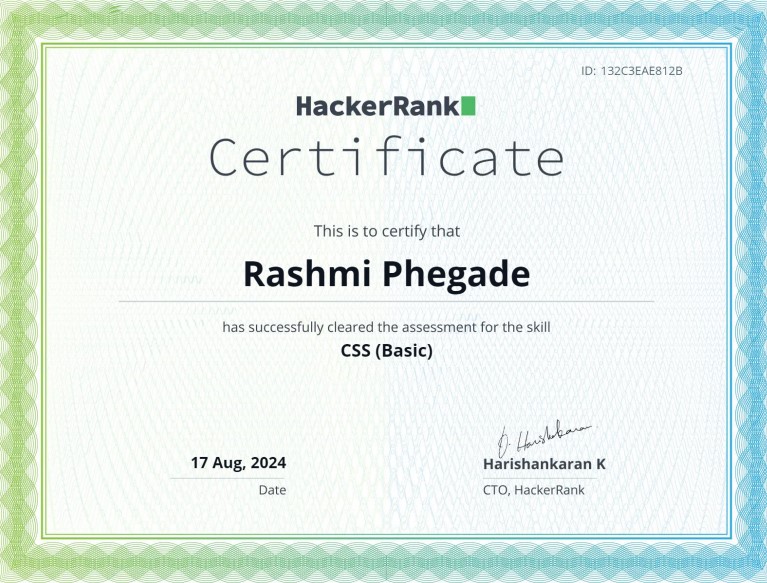 ID: 132C3EAE812B
HackerRank
Certificate
This is to certify that
Rashmi Phegade
has successfully cleared the assessment for the skill
CSS (Basic)
17 Aug, 2024
Date
Harishankaran K
CTO, HackerRank